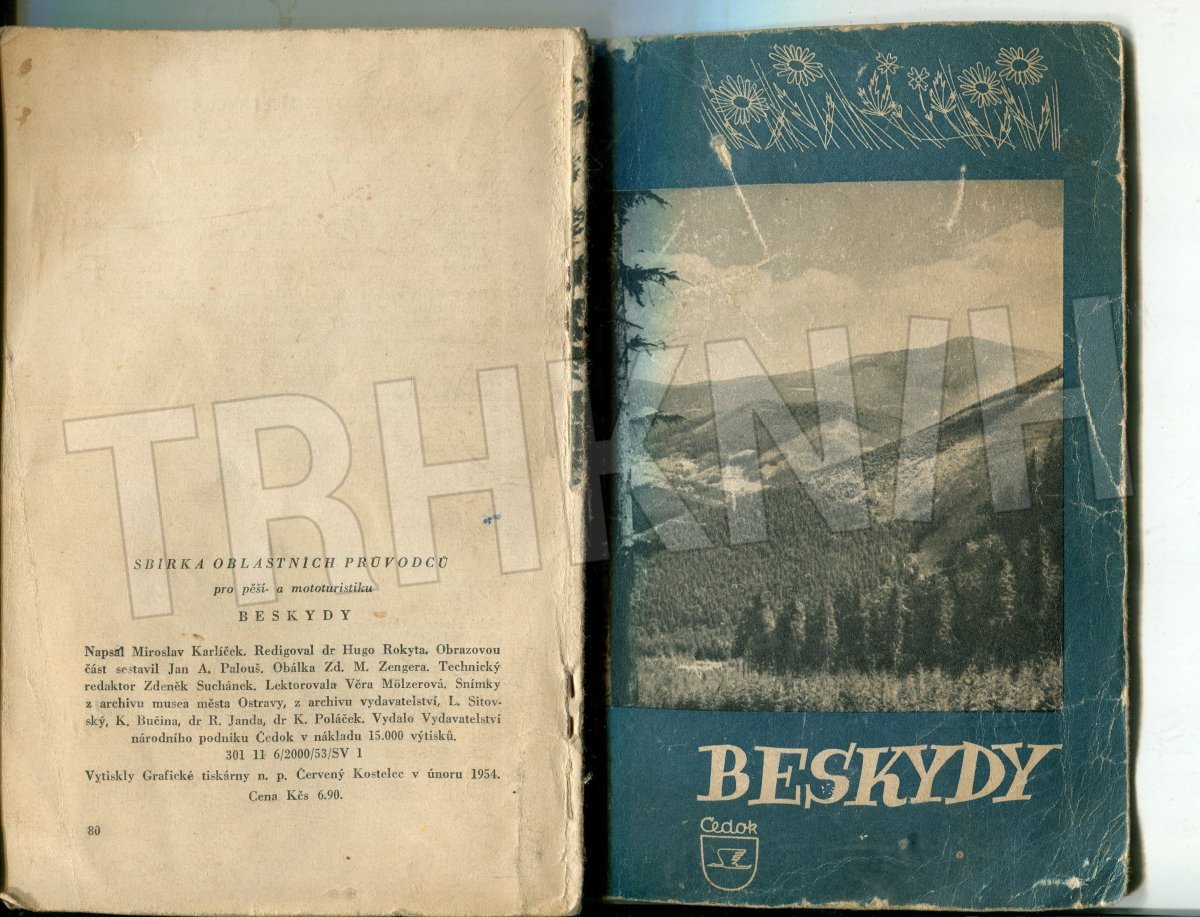 SBÍRKA OBLASTNÍCH PRŮVODCŮ
pro pěší- a mototuristiku
BESKYDY
Napsal Miroslav Karlíček. Redigoval dr Hugo Rokyta. Obrazovou
část sestavil Jan A. Palouš. Obálka Zd. M. Zengera. Technický
redaktor Zdeněk Suchánek. Lektorovala Věra Mölzerová. Snímky
z archivu musea města Ostravy, z archivu vydavatelství, L. Sitov-
ský, K. Bučina, dr R. Janda, dr K. Poláček. Vydalo Vydavatelství
národního podniku Čedok v nákladu 15.000 výtisků.
301 11 6/2000/53/SV 1
Vytiskly Grafické tiskárny n. p. Červený Kostelec v únoru 1954.
Cena Kčs 6.90.
80
BESKYDY
Čedok
TRHKNIH